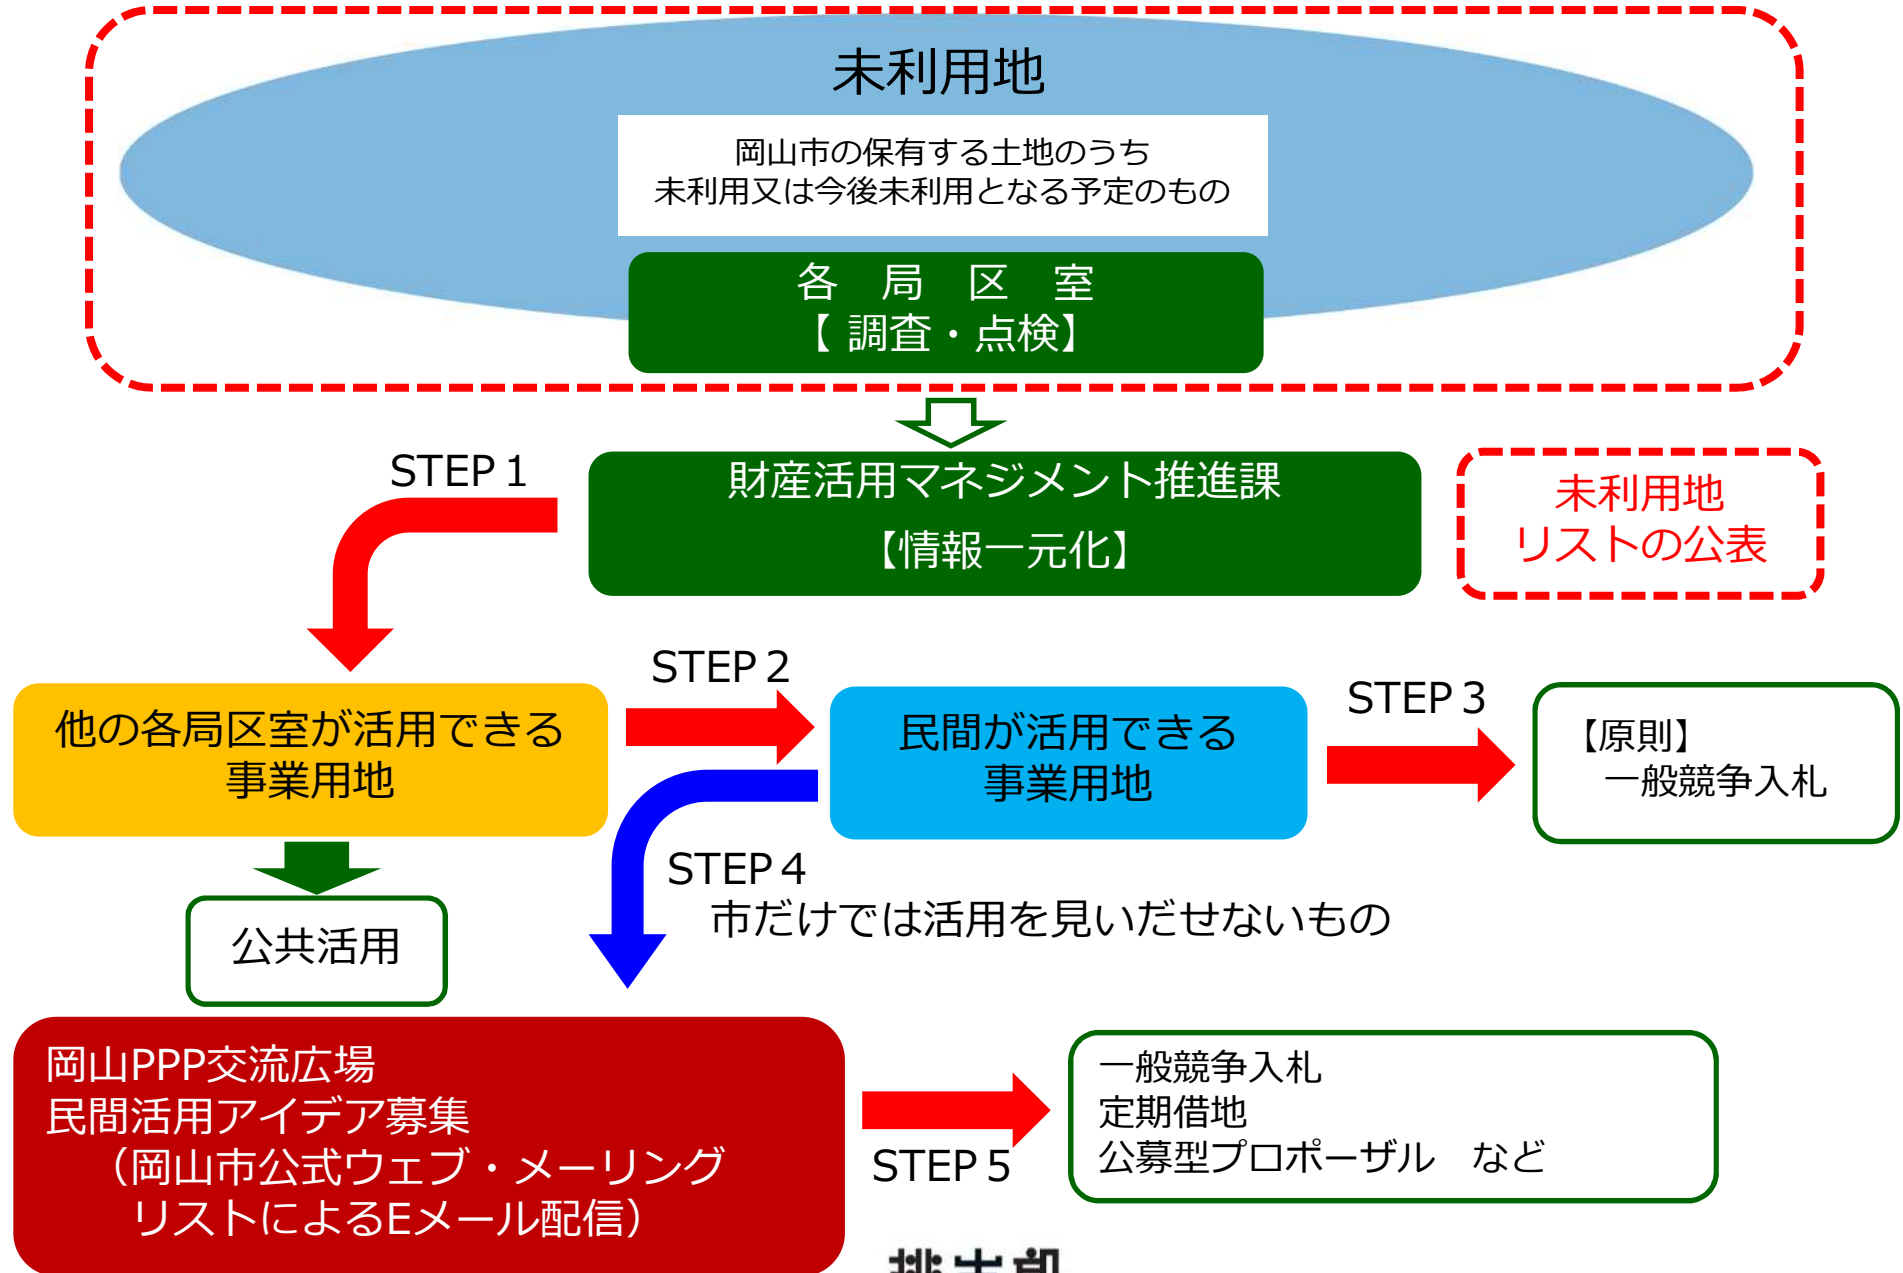 未利用地
岡山市の保有する土地のうち
未利用又は今後未利用となる予定のもの
各　局　区　室
【 調査・点検】
STEP１
財産活用マネジメント推進課
【情報一元化】
未利用地
リストの公表
他の各局区室が活用できる
事業用地
STEP２
民間が活用できる
事業用地
STEP３
【原則】
一般競争入札
公共活用
STEP４
市だけでは活用を見いだせないもの
岡山PPP交流広場
民間活用アイデア募集
（岡山市公式ウェブ・メーリング
リストによるEメール配信）
STEP５
一般競争入札
定期借地
公募型プロポーザル　など